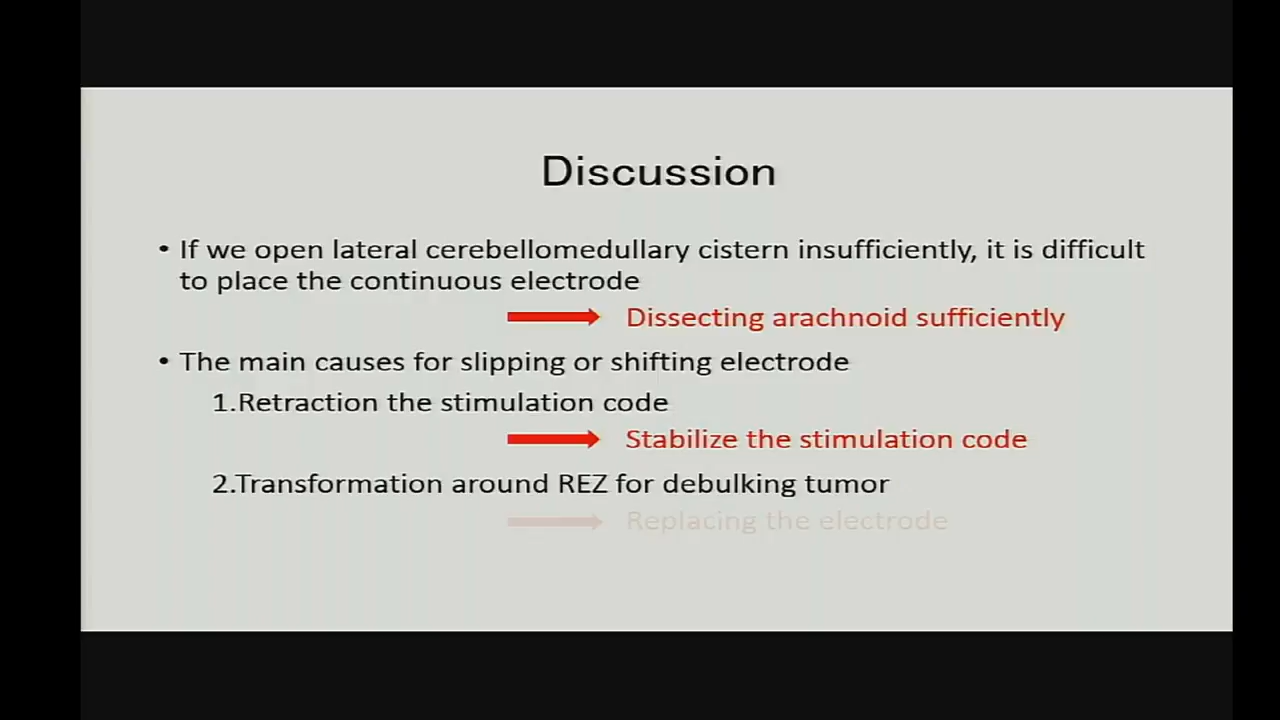 Discussion
• If we open lateral cerebellomedullary cistern insufficiently, it is difficult
to place the continuous electrode
Dissecting arachnoid sufficiently
• The main causes for slipping or shifting electrode
1.Retraction the stimulation code
Stabilize the stimulation code
2.Transformation around REZ for debulking tumor
Replacing the electrode